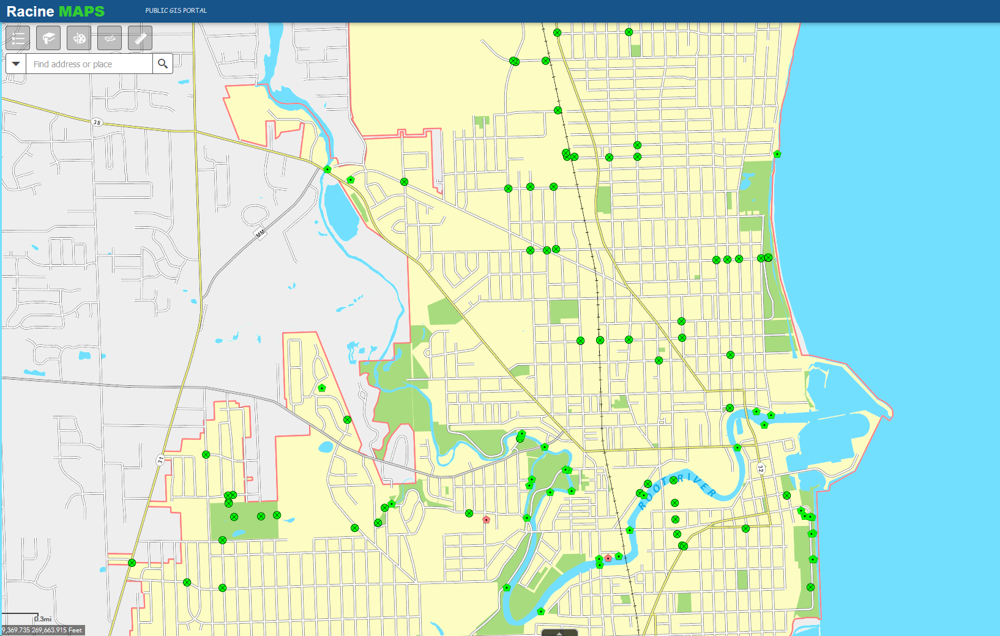 Racine MAPS
PUBLIC GIS PORTAL
Find address or place
38
MM
31
32
ROOT RIVER
0.3mi
9,369.735 269,663.915 Feet